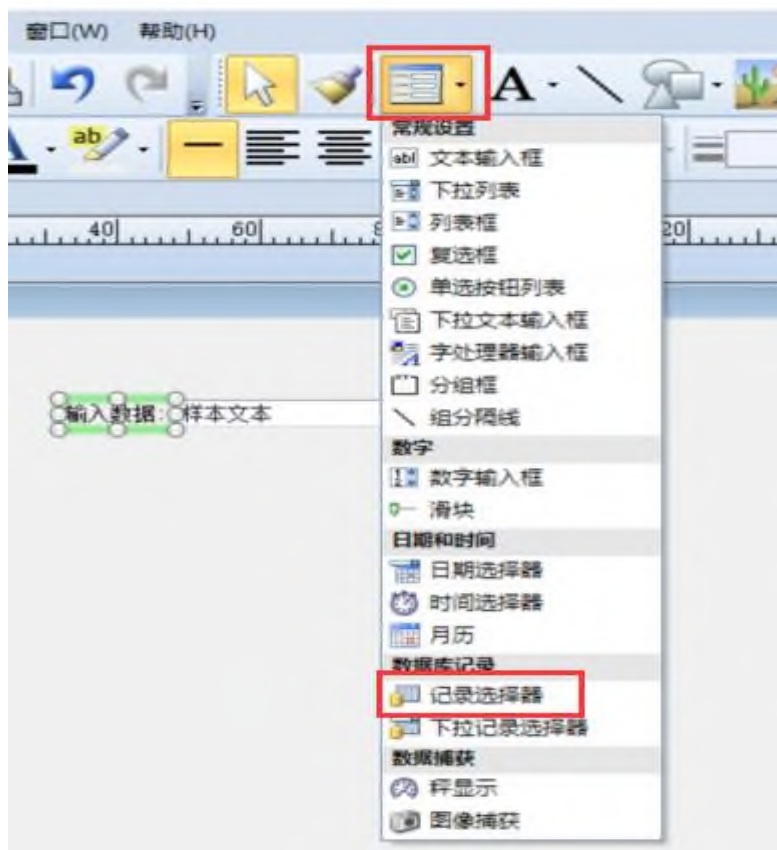 窗口(W) 帮助(H)
A
A ab
40 60 8 20
常规设置
abl 文本输入框
下拉列表
列表框
复选框
单选按钮列表
下拉文本输入框
字处理器输入框
分组框
组分隔线
输入数据: 样本文本
数字
数字输入框
滑块
日期和时间
日期选择器
时间选择器
月历
数据库记录
记录选择器
下拉记录选择器
数据捕获
秤显示
图像捕获